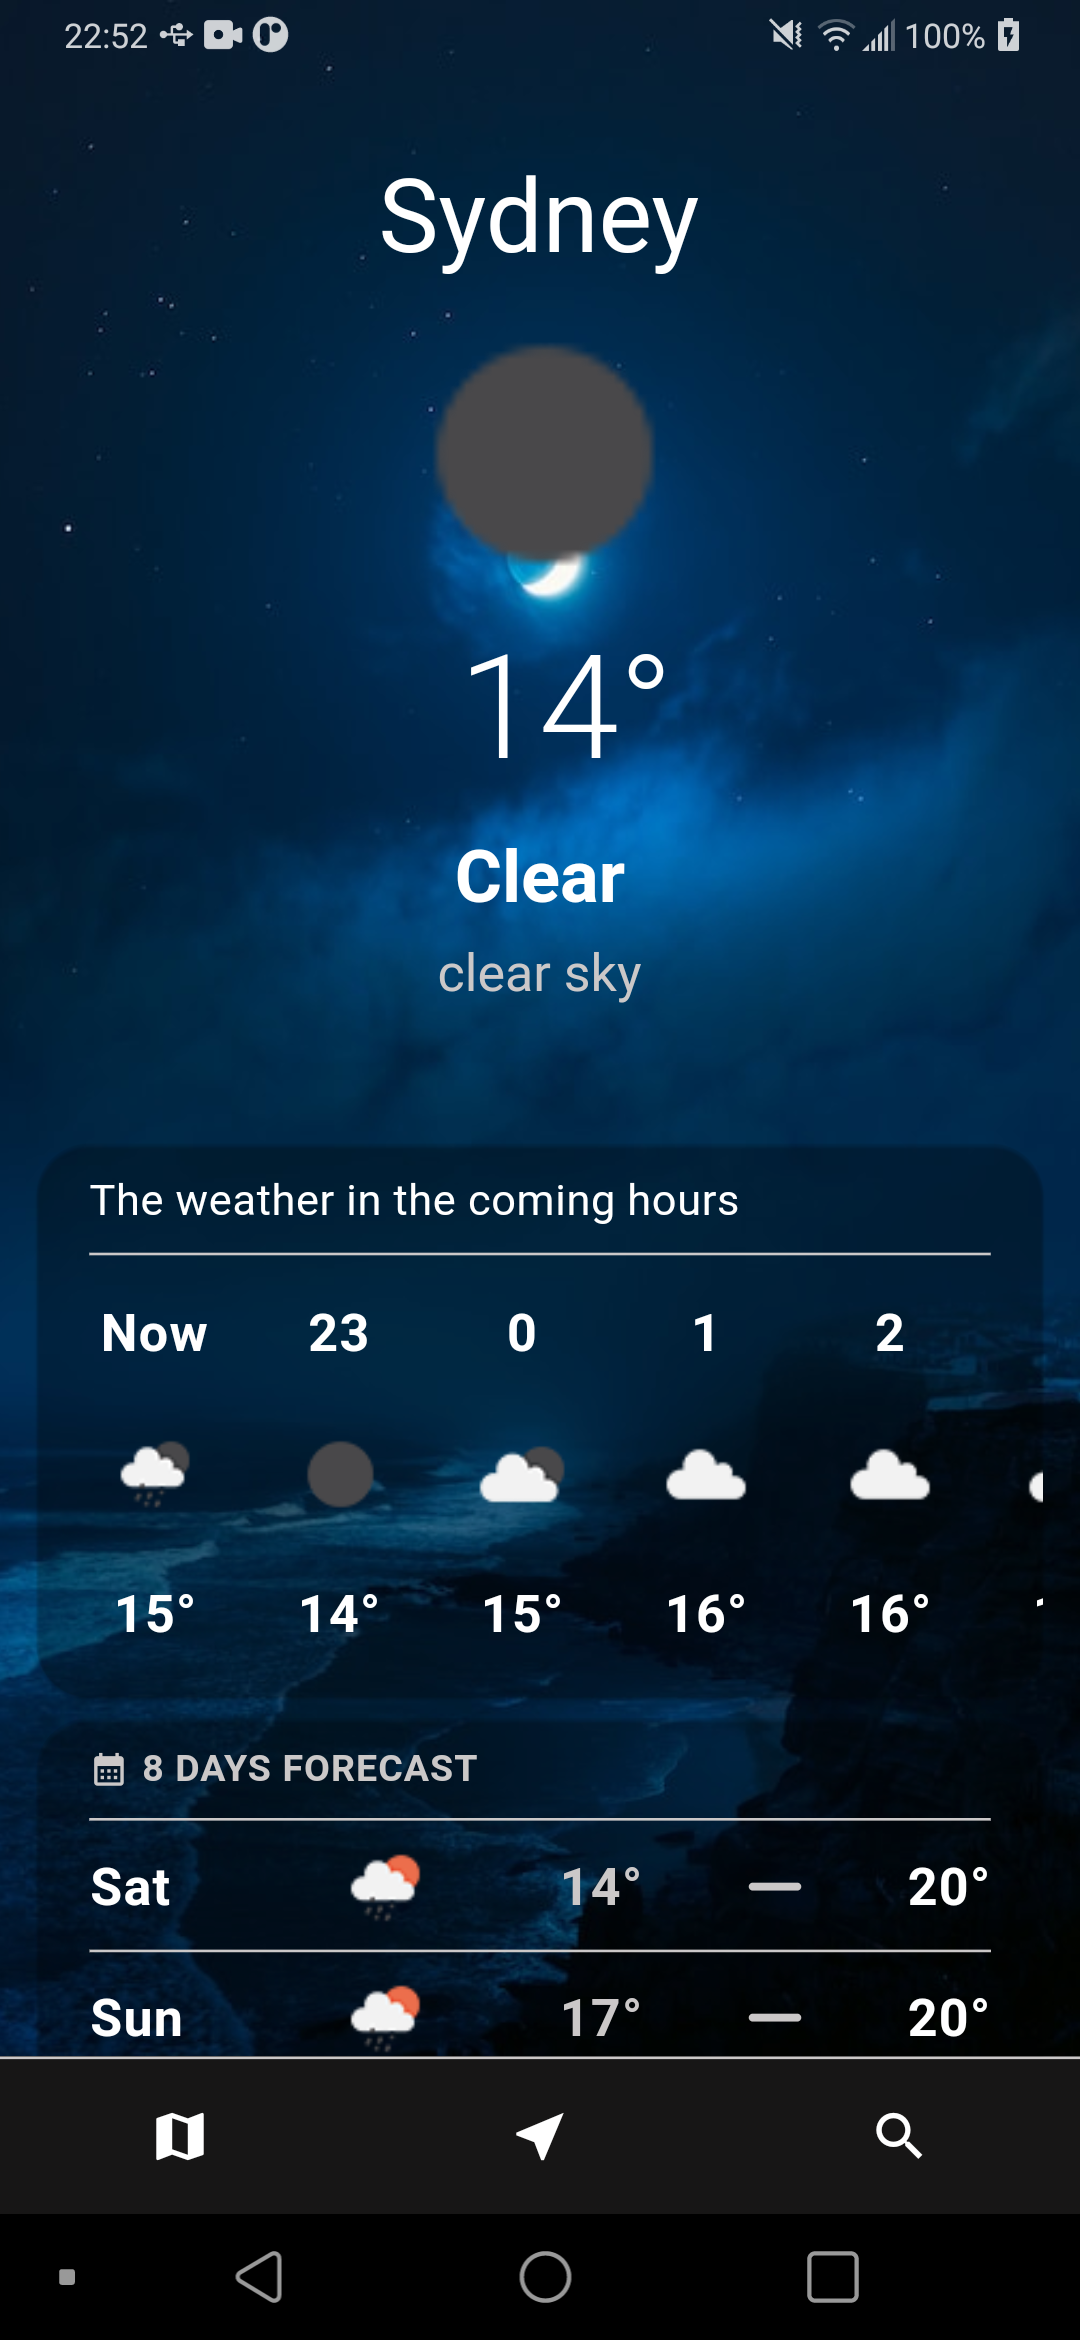 22:52 100%
Sydney
14°
Clear
clear sky
The weather in the coming hours
Now 23 0 1 2
15° 14° 15° 16° 16°
8 DAYS FORECAST
Sat 14° — 20°
Sun 17° — 20°